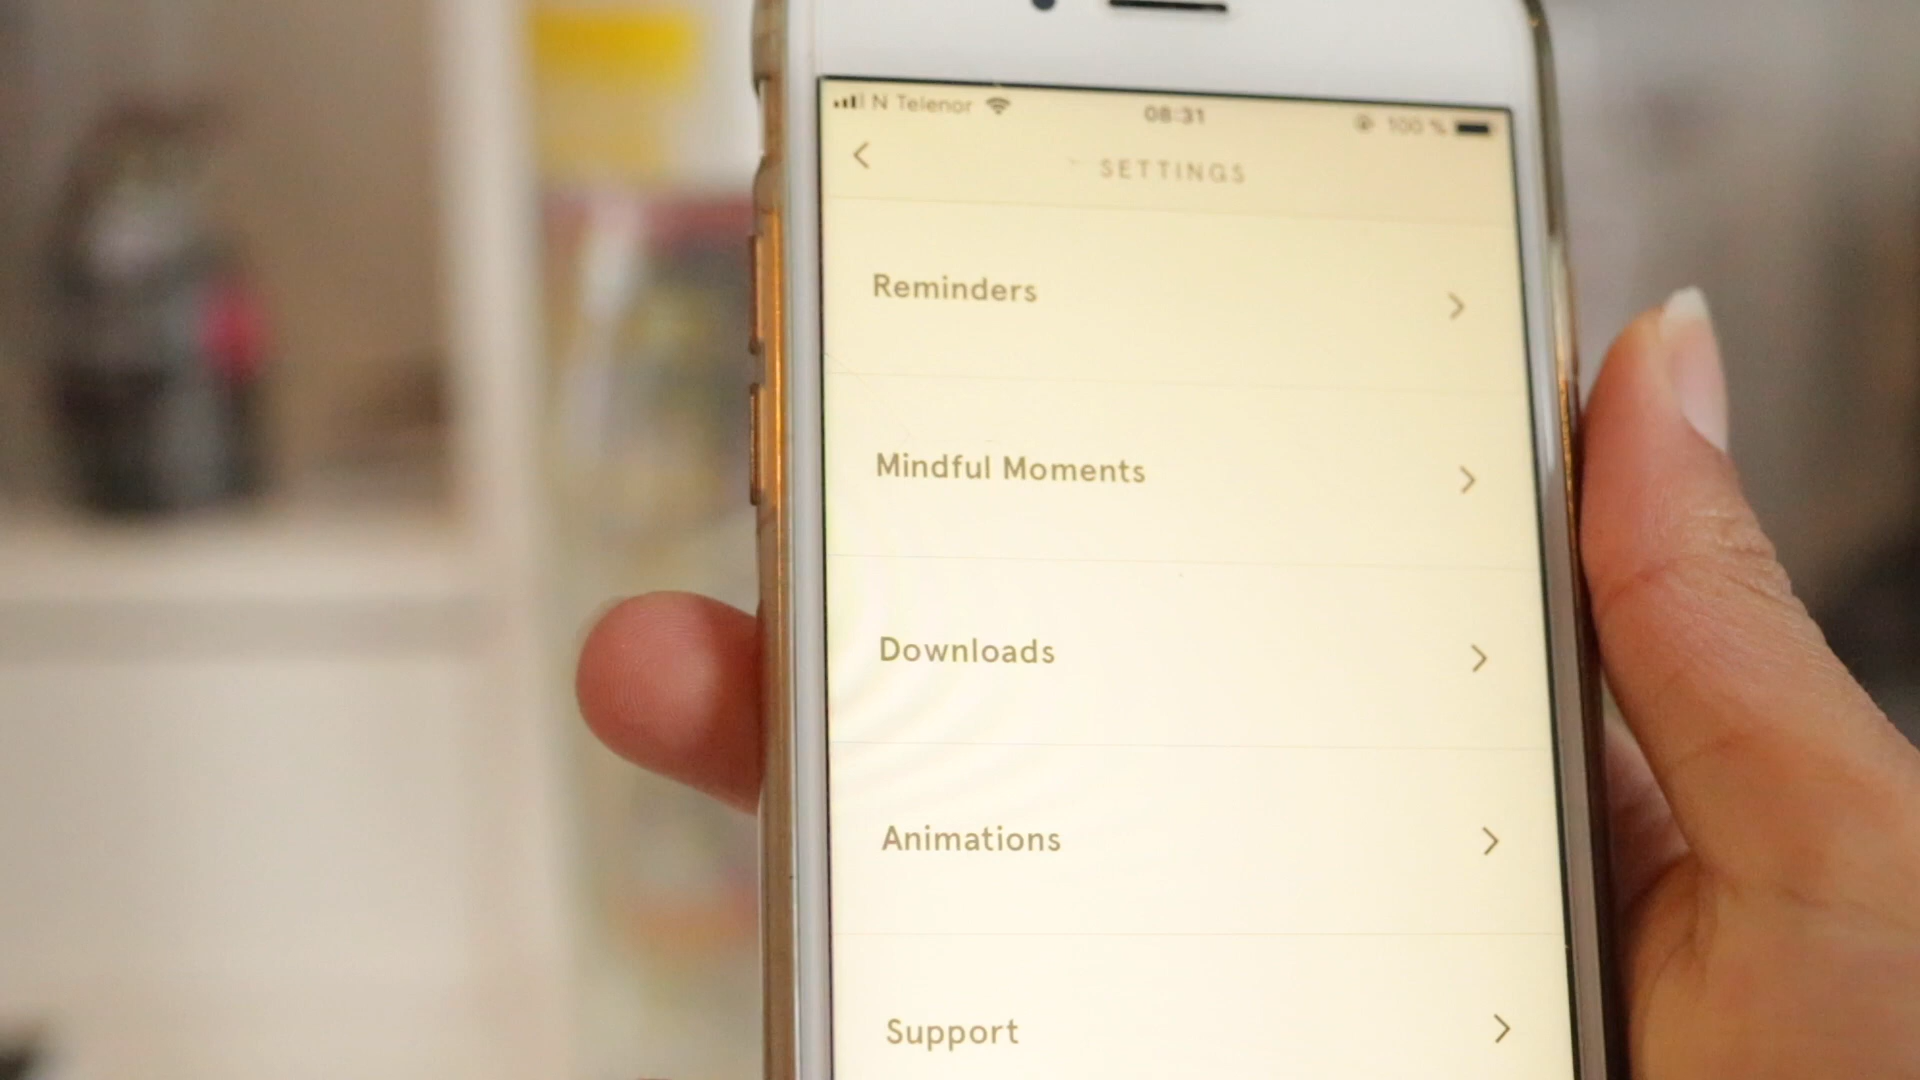 N Telenor 08:31 100 %
SETTINGS
Reminders
Mindful Moments
Downloads
Animations
Support